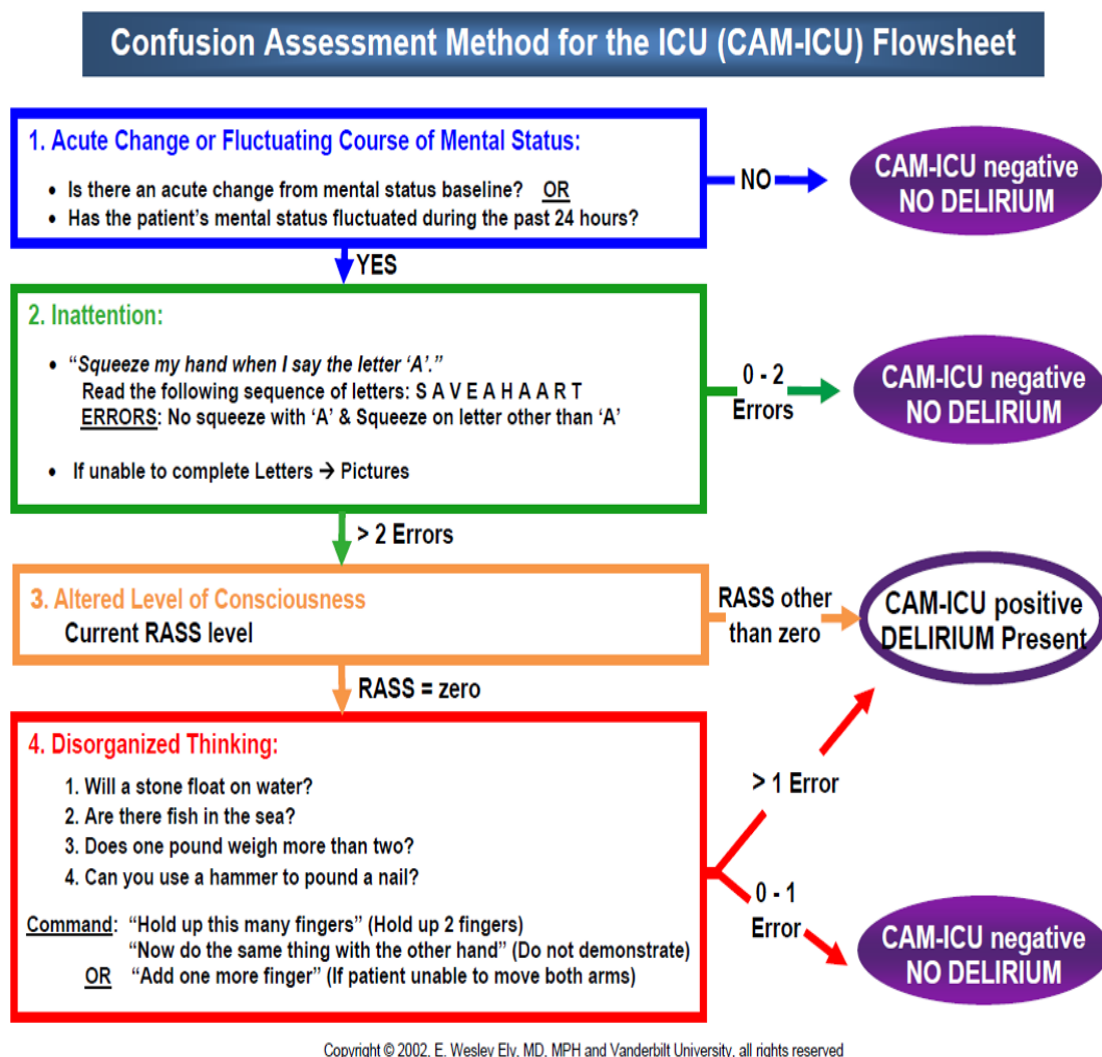 Confusion Assessment Method for the ICU (CAM-ICU) Flowsheet
1. Acute Change or Fluctuating Course of Mental Status:
• Is there an acute change from mental status baseline? OR
• Has the patient’s mental status fluctuated during the past 24 hours?
NO
CAM-ICU negative
NO DELIRIUM
YES
2. Inattention:
• “Squeeze my hand when I say the letter ‘A’.”
Read the following sequence of letters: S A V E A H A A R T
ERRORS: No squeeze with ‘A’ & Squeeze on letter other than ‘A’
• If unable to complete Letters → Pictures
0 - 2
Errors
CAM-ICU negative
NO DELIRIUM
> 2 Errors
3. Altered Level of Consciousness
Current RASS level
RASS other
than zero
CAM-ICU positive
DELIRIUM Present
RASS = zero
4. Disorganized Thinking:
1. Will a stone float on water?
2. Are there fish in the sea?
3. Does one pound weigh more than two?
4. Can you use a hammer to pound a nail?
Command: “Hold up this many fingers” (Hold up 2 fingers)
“Now do the same thing with the other hand” (Do not demonstrate)
OR “Add one more finger” (If patient unable to move both arms)
> 1 Error
0 - 1
Error
CAM-ICU negative
NO DELIRIUM
Copyright © 2002, E. Wesley Ely, MD, MPH and Vanderbilt University, all rights reserved